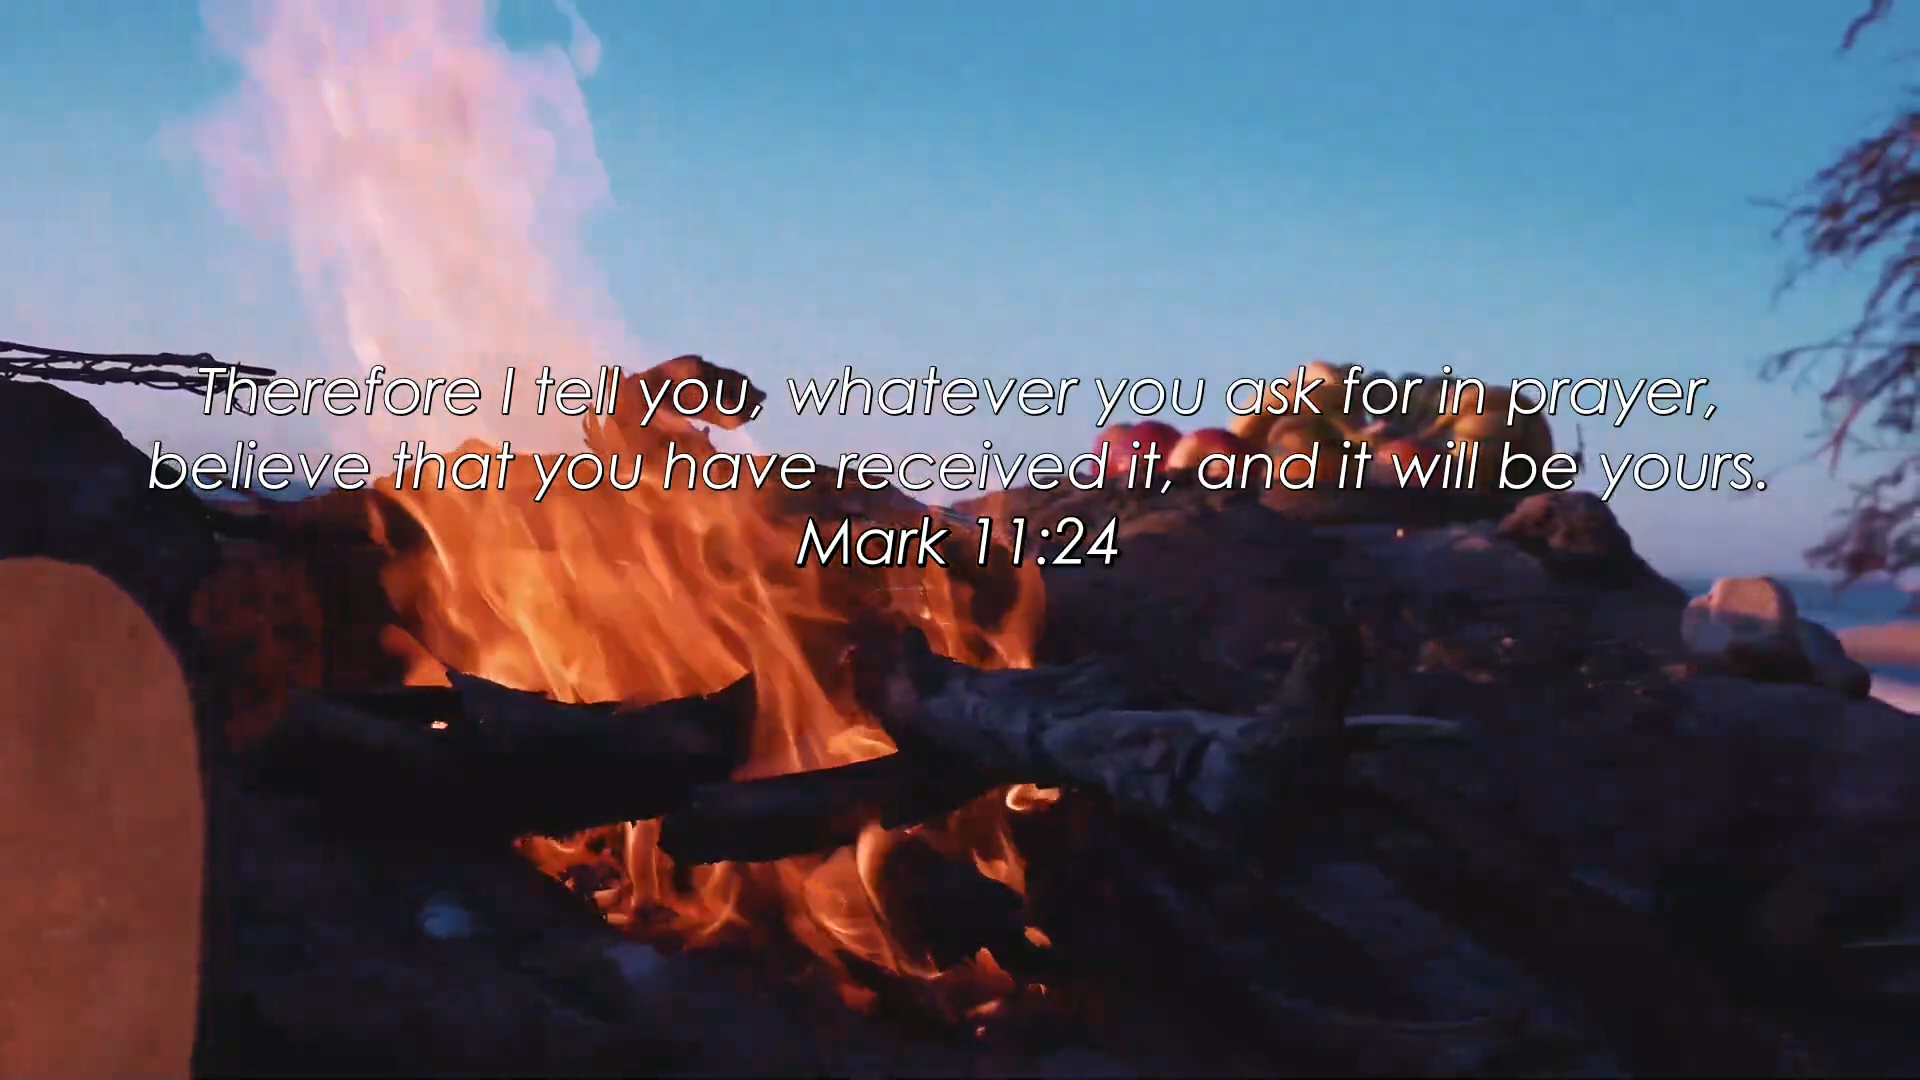 Therefore I tell you, whatever you ask for in prayer,
believe that you have received it, and it will be yours.
Mark 11:24